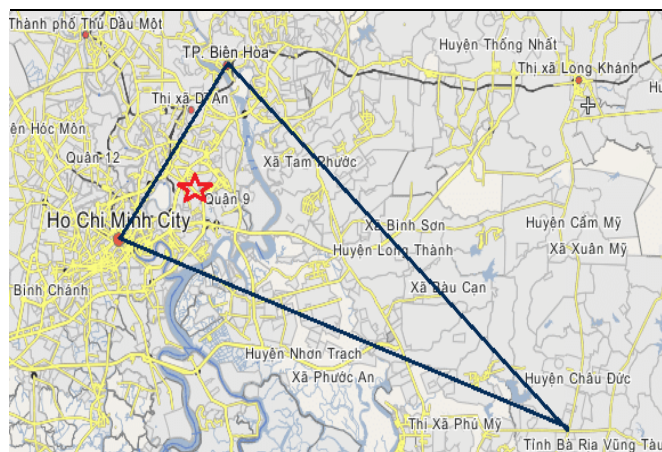 Thành phố Thủ Dầu Một
TP. Biên Hòa
Huyện Thống Nhất
Thị xã Long Khánh
Hu
Thị xã Dĩ An
ện Hóc Môn
Quận 12
Xã Tam Phước
Quận 9
Ho Chi Minh City
Xã Bình Sơn
Huyện Cẩm Mỹ
Huyện Long Thành
Xã Xuân Mỹ
Bình Chánh
Xã Bàu Cạn
Huyện Nhơn Trạch
Xã Phước An
Huyện Châu Đức
Thị Xã Phú Mỹ
Tỉnh Bà Rịa Vũng Tàu